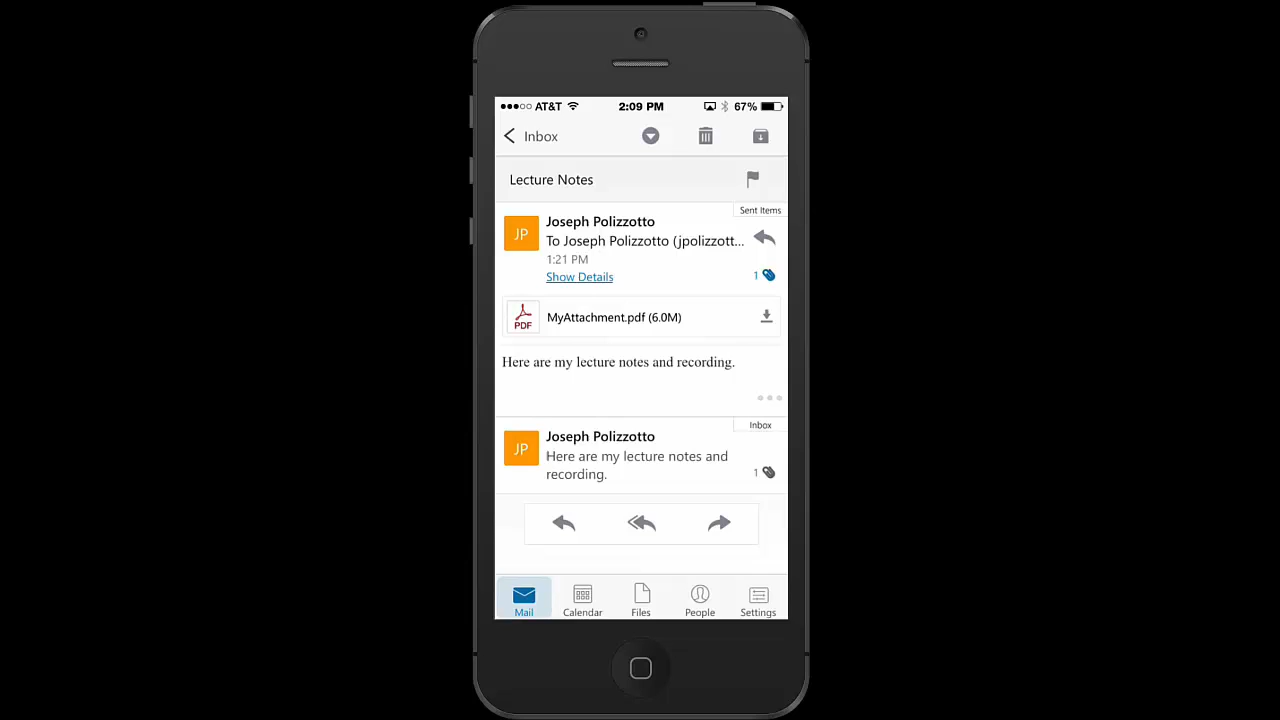 AT&T 2:09 PM 67%
Inbox
Lecture Notes
Sent Items
JP Joseph Polizzotto
To Joseph Polizzotto (jpolizzott...
1:21 PM
Show Details 1
PDF MyAttachment.pdf (6.0M)
Here are my lecture notes and recording.
Inbox
JP Joseph Polizzotto
Here are my lecture notes and
recording. 1
Mail Calendar Files People Settings